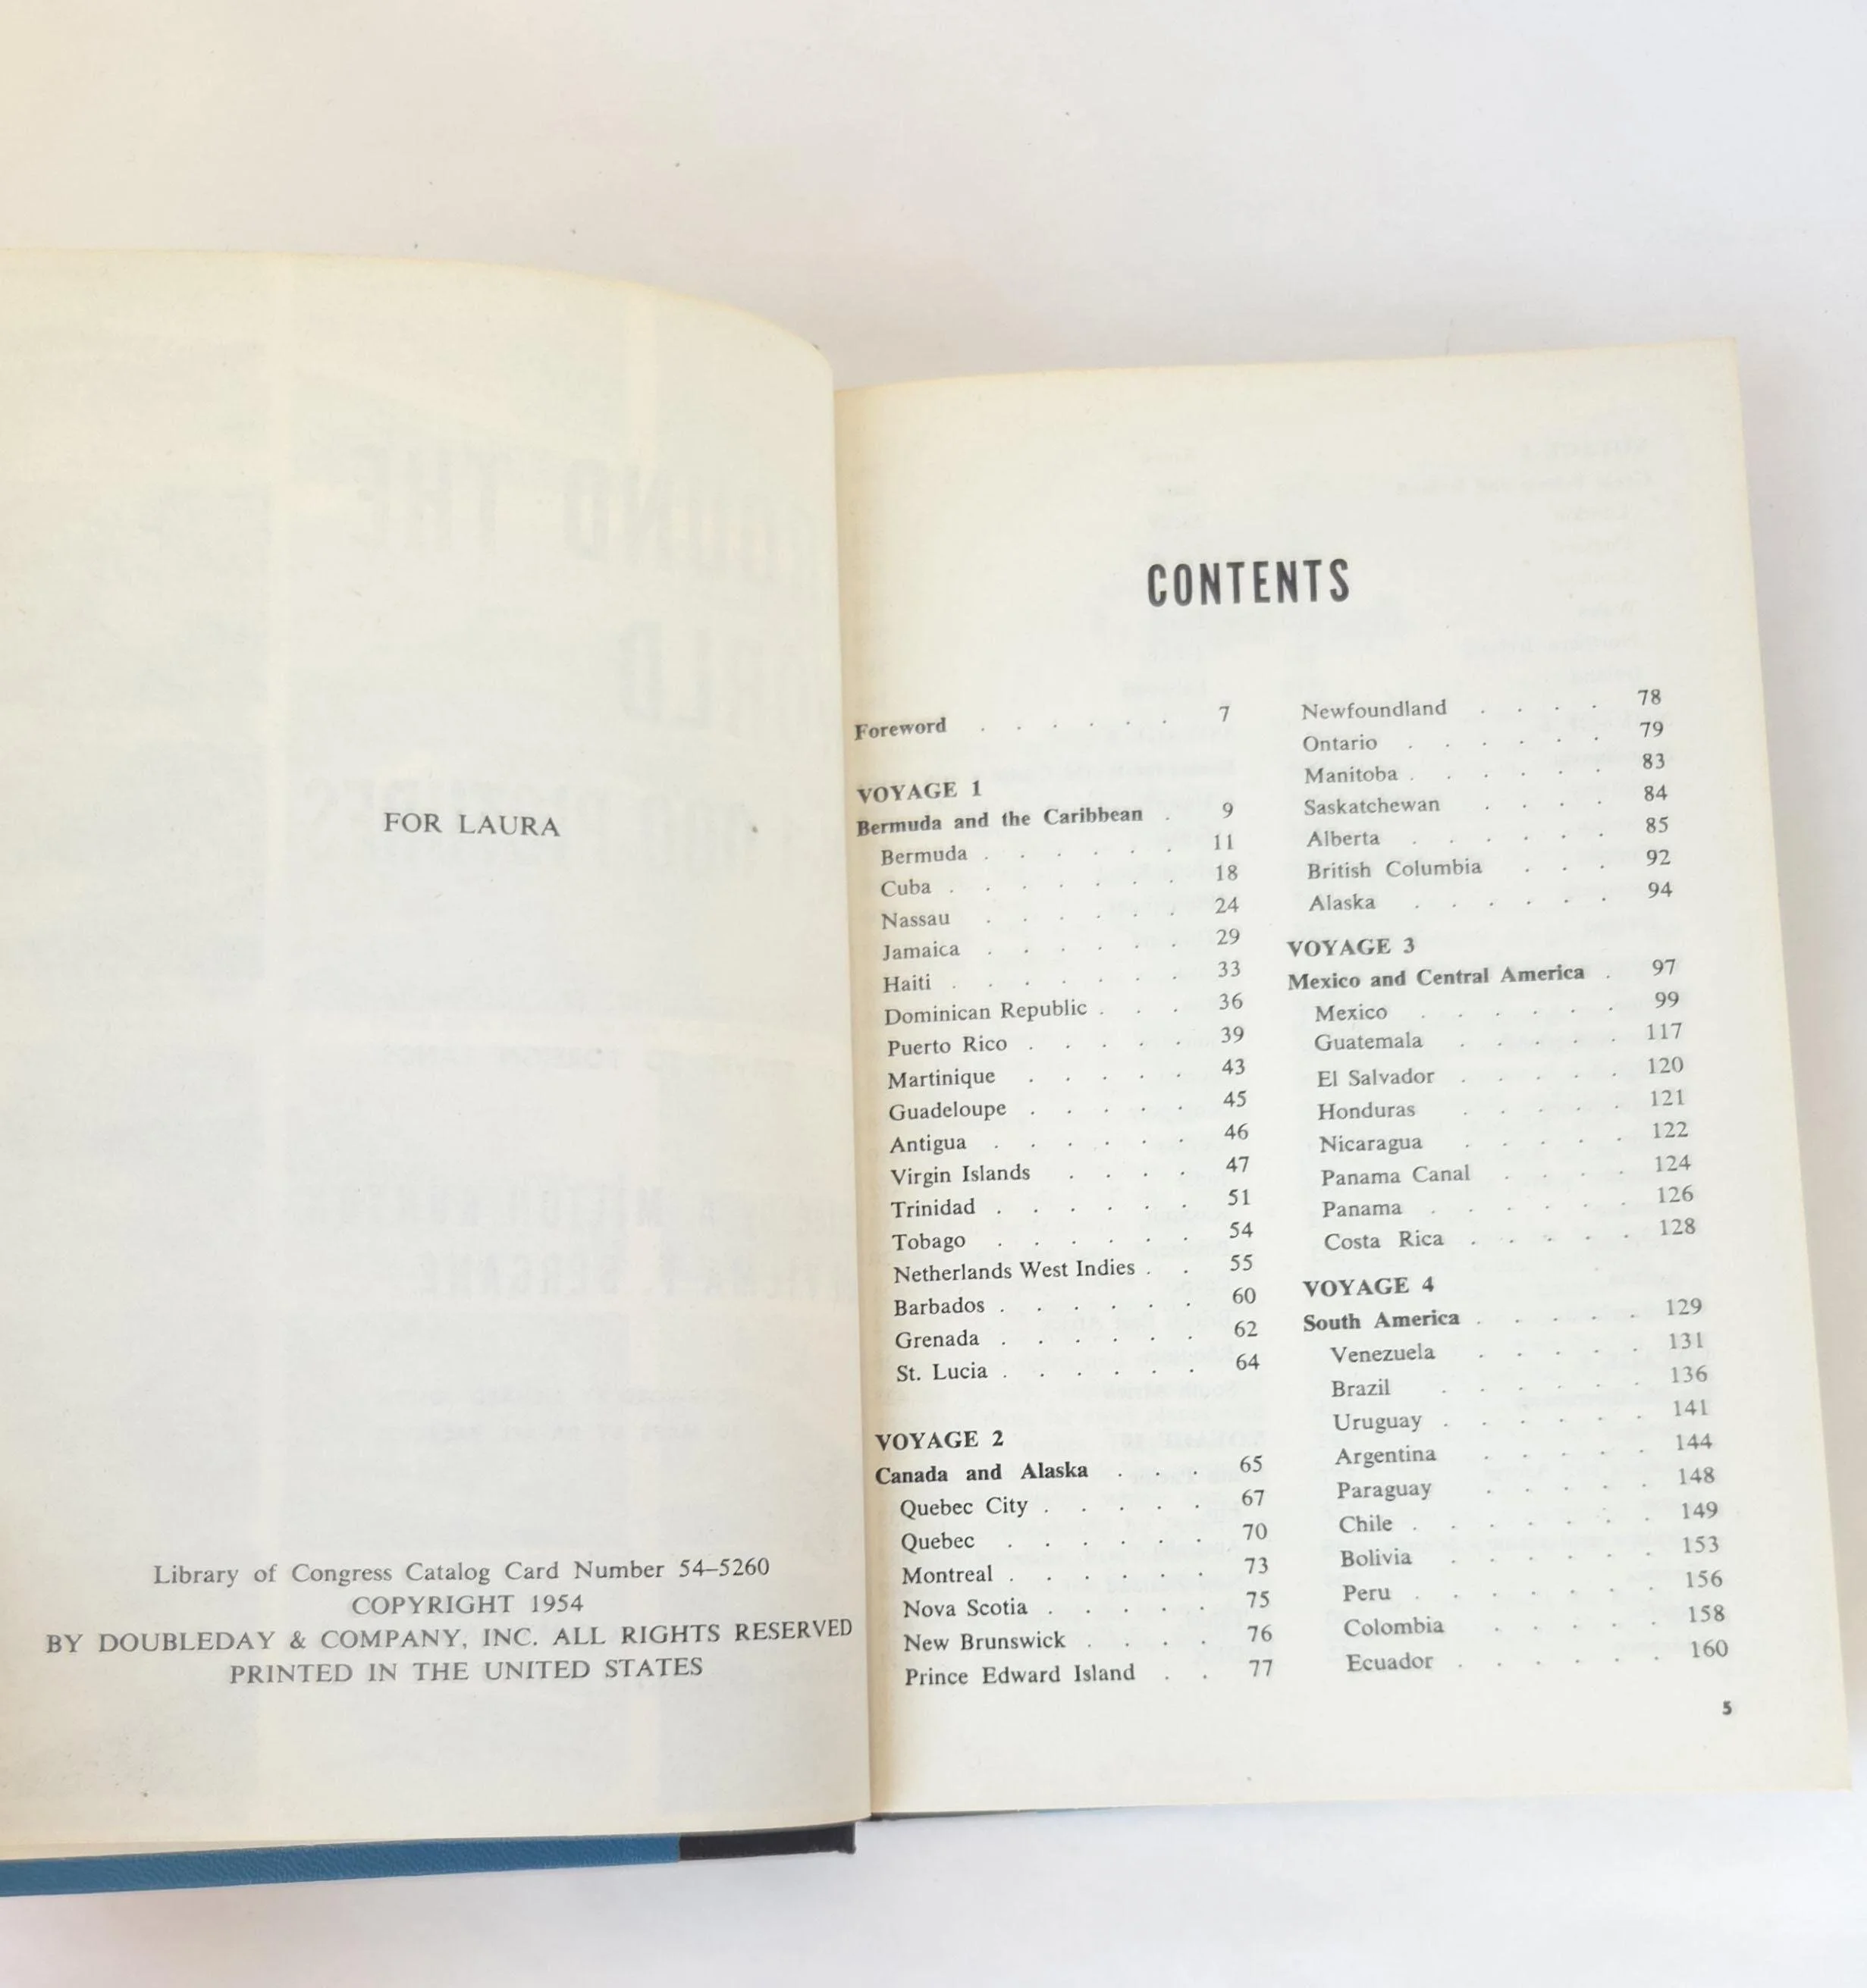 FOR LAURA
Library of Congress Catalog Card Number 54–5260
COPYRIGHT 1954
BY DOUBLEDAY & COMPANY, INC. ALL RIGHTS RESERVED
PRINTED IN THE UNITED STATES
CONTENTS
Foreword . . . . . . 7
VOYAGE 1
Bermuda and the Caribbean . 9
Bermuda . . . . . . 11
Cuba . . . . . . . 18
Nassau . . . . . . 24
Jamaica . . . . . . 29
Haiti . . . . . . . 33
Dominican Republic . . . 36
Puerto Rico . . . . . 39
Martinique . . . . . 43
Guadeloupe . . . . . 45
Antigua . . . . . . 46
Virgin Islands . . . . 47
Trinidad . . . . . . 51
Tobago . . . . . . 54
Netherlands West Indies . . 55
Barbados . . . . . . 60
Grenada . . . . . . 62
St. Lucia . . . . . . 64
VOYAGE 2
Canada and Alaska . . . 65
Quebec City . . . . . 67
Quebec . . . . . . 70
Montreal . . . . . . 73
Nova Scotia . . . . . 75
New Brunswick . . . . 76
Prince Edward Island . . 77
Newfoundland . . . . 78
Ontario . . . . . . 79
Manitoba . . . . . . 83
Saskatchewan . . . . 84
Alberta . . . . . . 85
British Columbia . . . 92
Alaska . . . . . . 94
VOYAGE 3
Mexico and Central America . 97
Mexico . . . . . . 99
Guatemala . . . . . 117
El Salvador . . . . . 120
Honduras . . . . . 121
Nicaragua . . . . . 122
Panama Canal . . . . 124
Panama . . . . . . 126
Costa Rica . . . . . 128
VOYAGE 4
South America . . . . . 129
Venezuela . . . . . 131
Brazil . . . . . . 136
Uruguay . . . . . . 141
Argentina . . . . . 144
Paraguay . . . . . 148
Chile . . . . . . . 149
Bolivia . . . . . . 153
Peru . . . . . . . 156
Colombia . . . . . 158
Ecuador . . . . . . 160
5